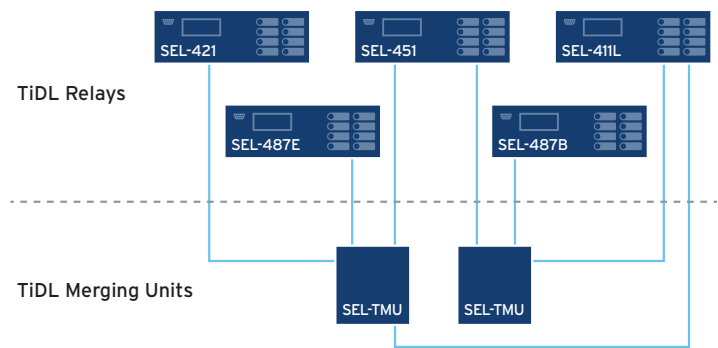 SEL-421
SEL-451
SEL-411L
TiDL Relays
SEL-487E
SEL-487B
TiDL Merging Units
SEL-TMU
SEL-TMU